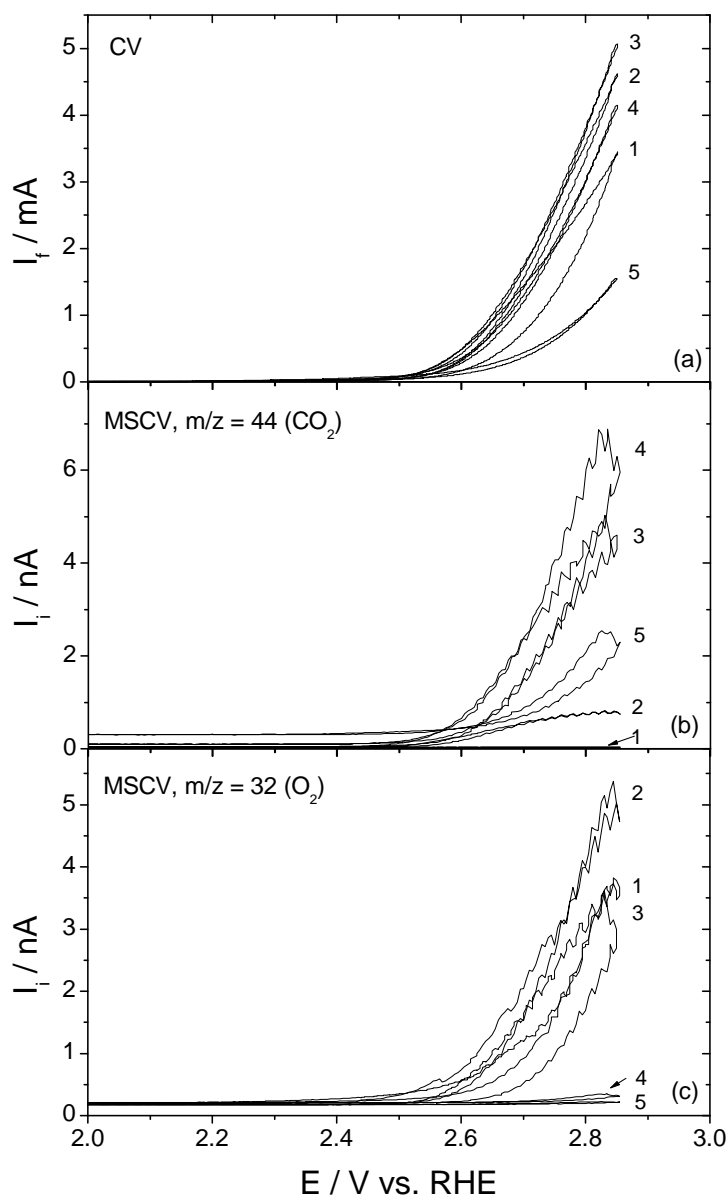 CV
3
2
4
1
5
(a)
5
4
3
2
1
0
I_f / mA
MSCV, m/z = 44 (CO₂)
4
3
5
2
1
(b)
6
4
2
0
I_i / nA
MSCV, m/z = 32 (O₂)
2
1
3
4
5
(c)
5
4
3
2
1
0
I_i / nA
2.0 2.2 2.4 2.6 2.8 3.0
E / V vs. RHE